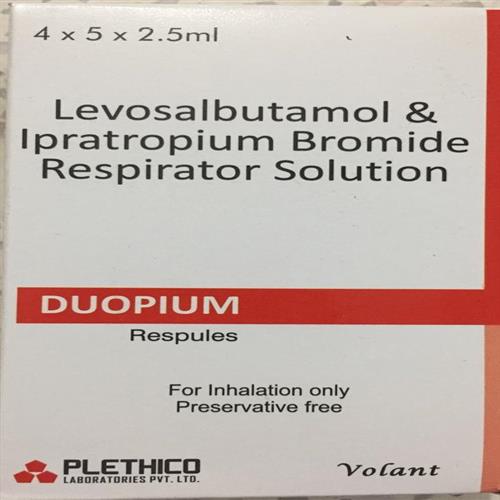 4 x 5 x 2.5ml
Levosalbutamol &
Ipratropium Bromide
Respirator Solution
DUOPIUM
Respules
For Inhalation only
Preservative free
PLETHICO
LABORATORIES PVT. LTD.
Volant